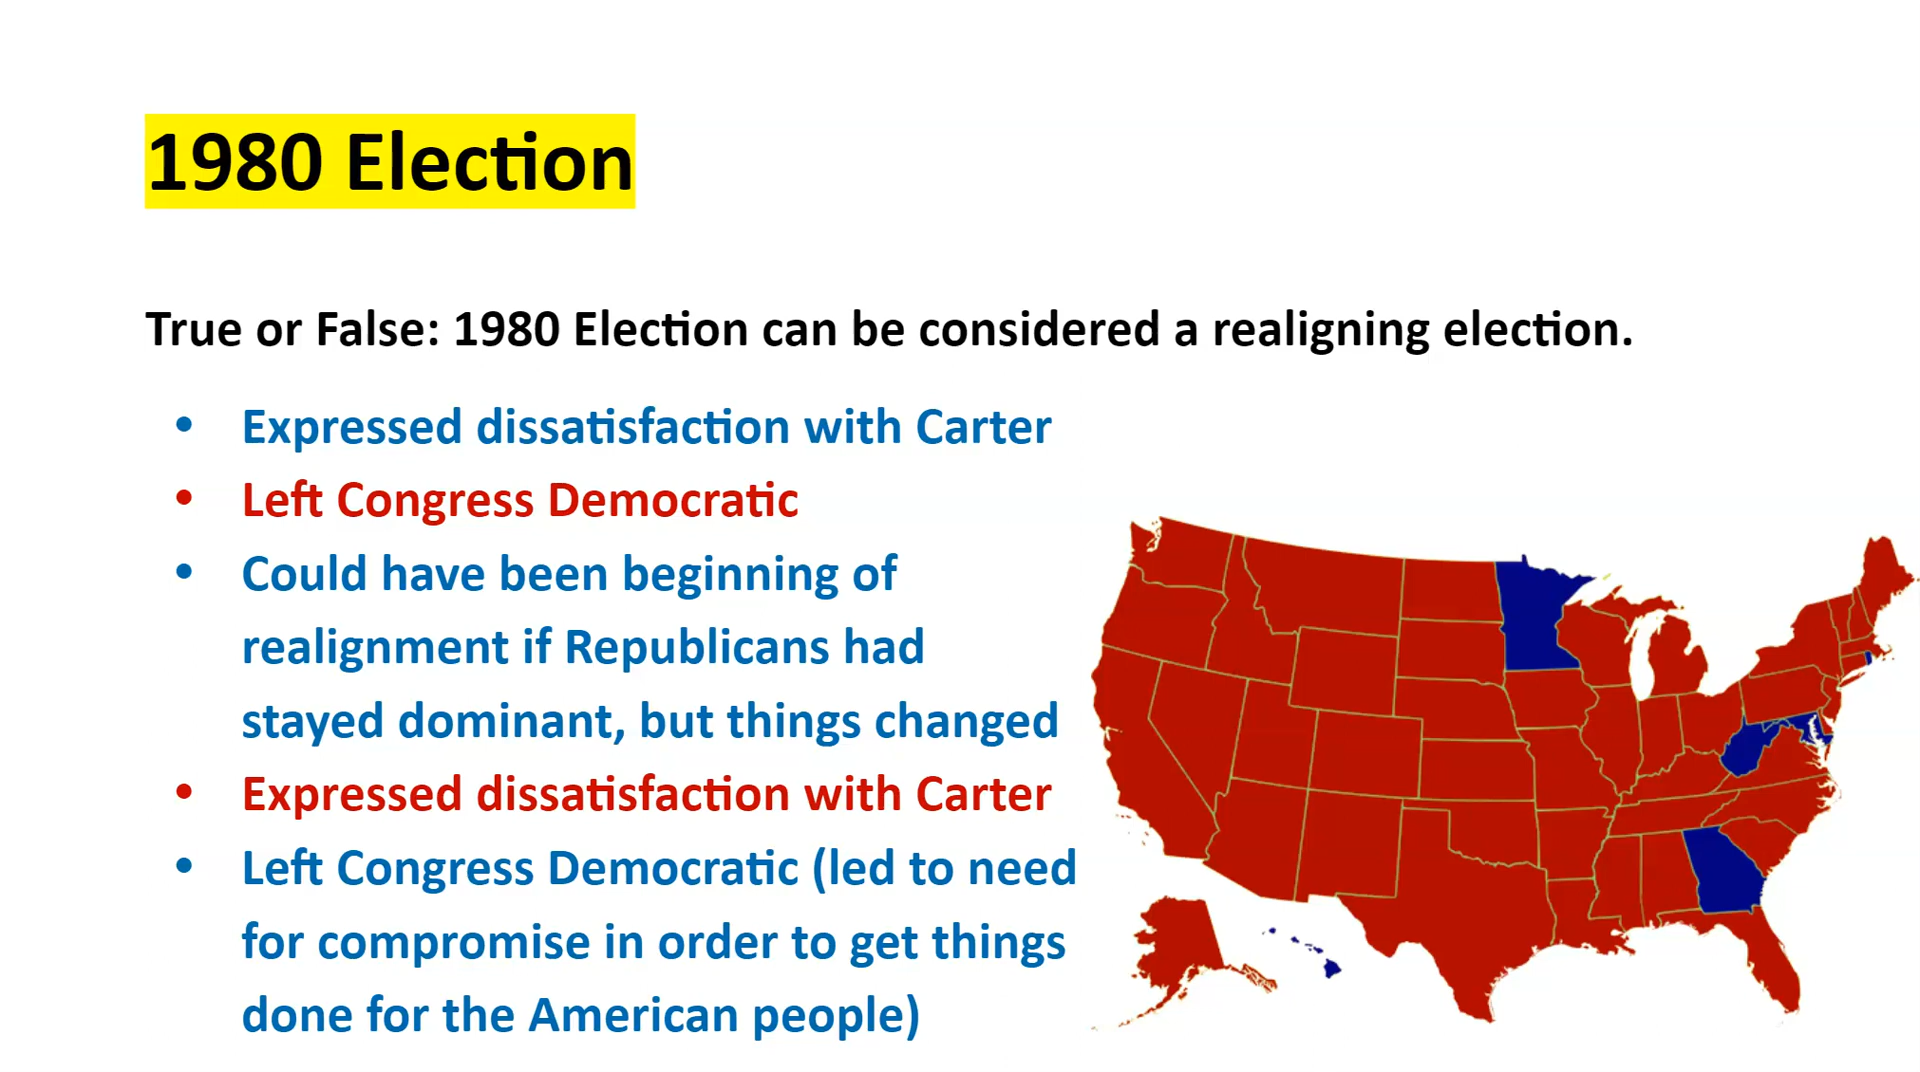 1980 Election
True or False: 1980 Election can be considered a realigning election.
• Expressed dissatisfaction with Carter
• Left Congress Democratic
• Could have been beginning of
realignment if Republicans had
stayed dominant, but things changed
• Expressed dissatisfaction with Carter
• Left Congress Democratic (led to need
for compromise in order to get things
done for the American people)